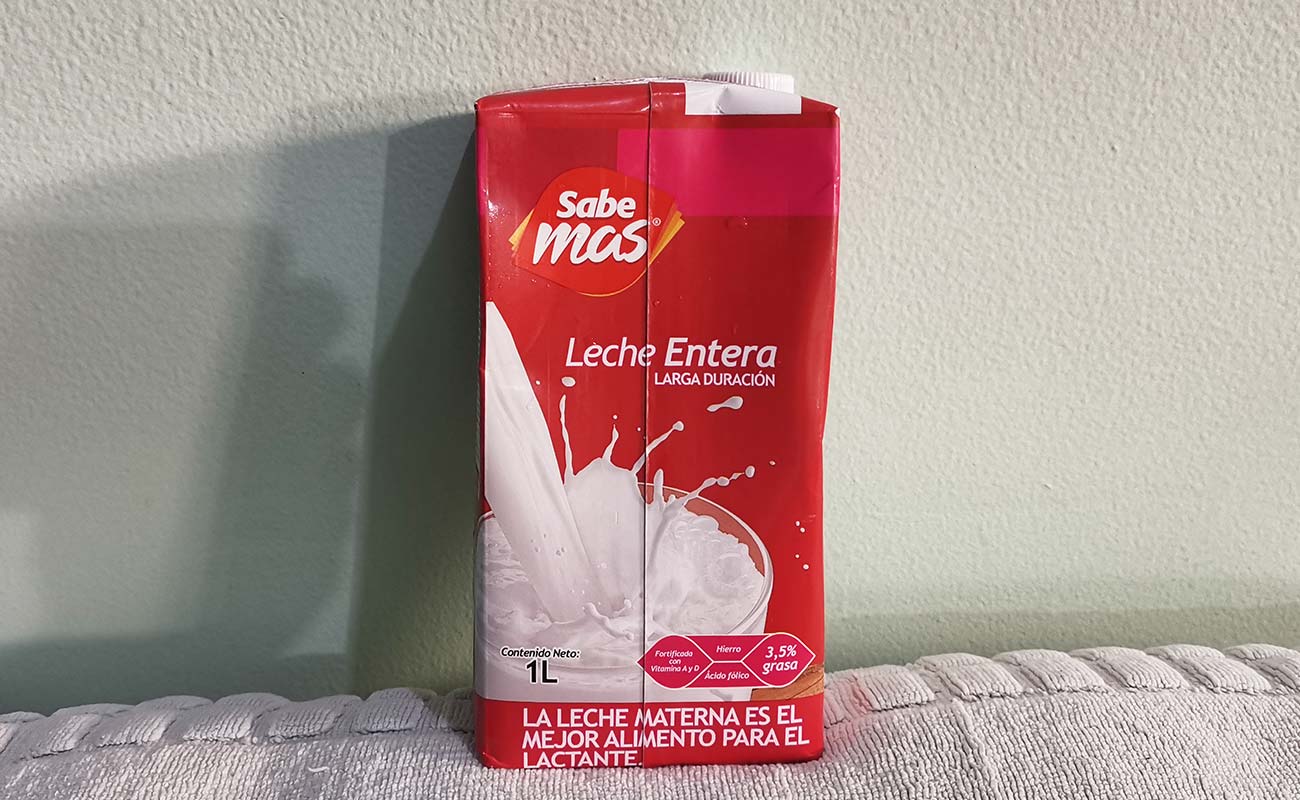 Sabe
mas®
Leche Entera
LARGA DURACIÓN
Contenido Neto:
1L
Fortificada
con
Vitamina A y D
Hierro
Ácido fólico
3,5%
grasa
LA LECHE MATERNA ES EL
MEJOR ALIMENTO PARA EL
LACTANTE.